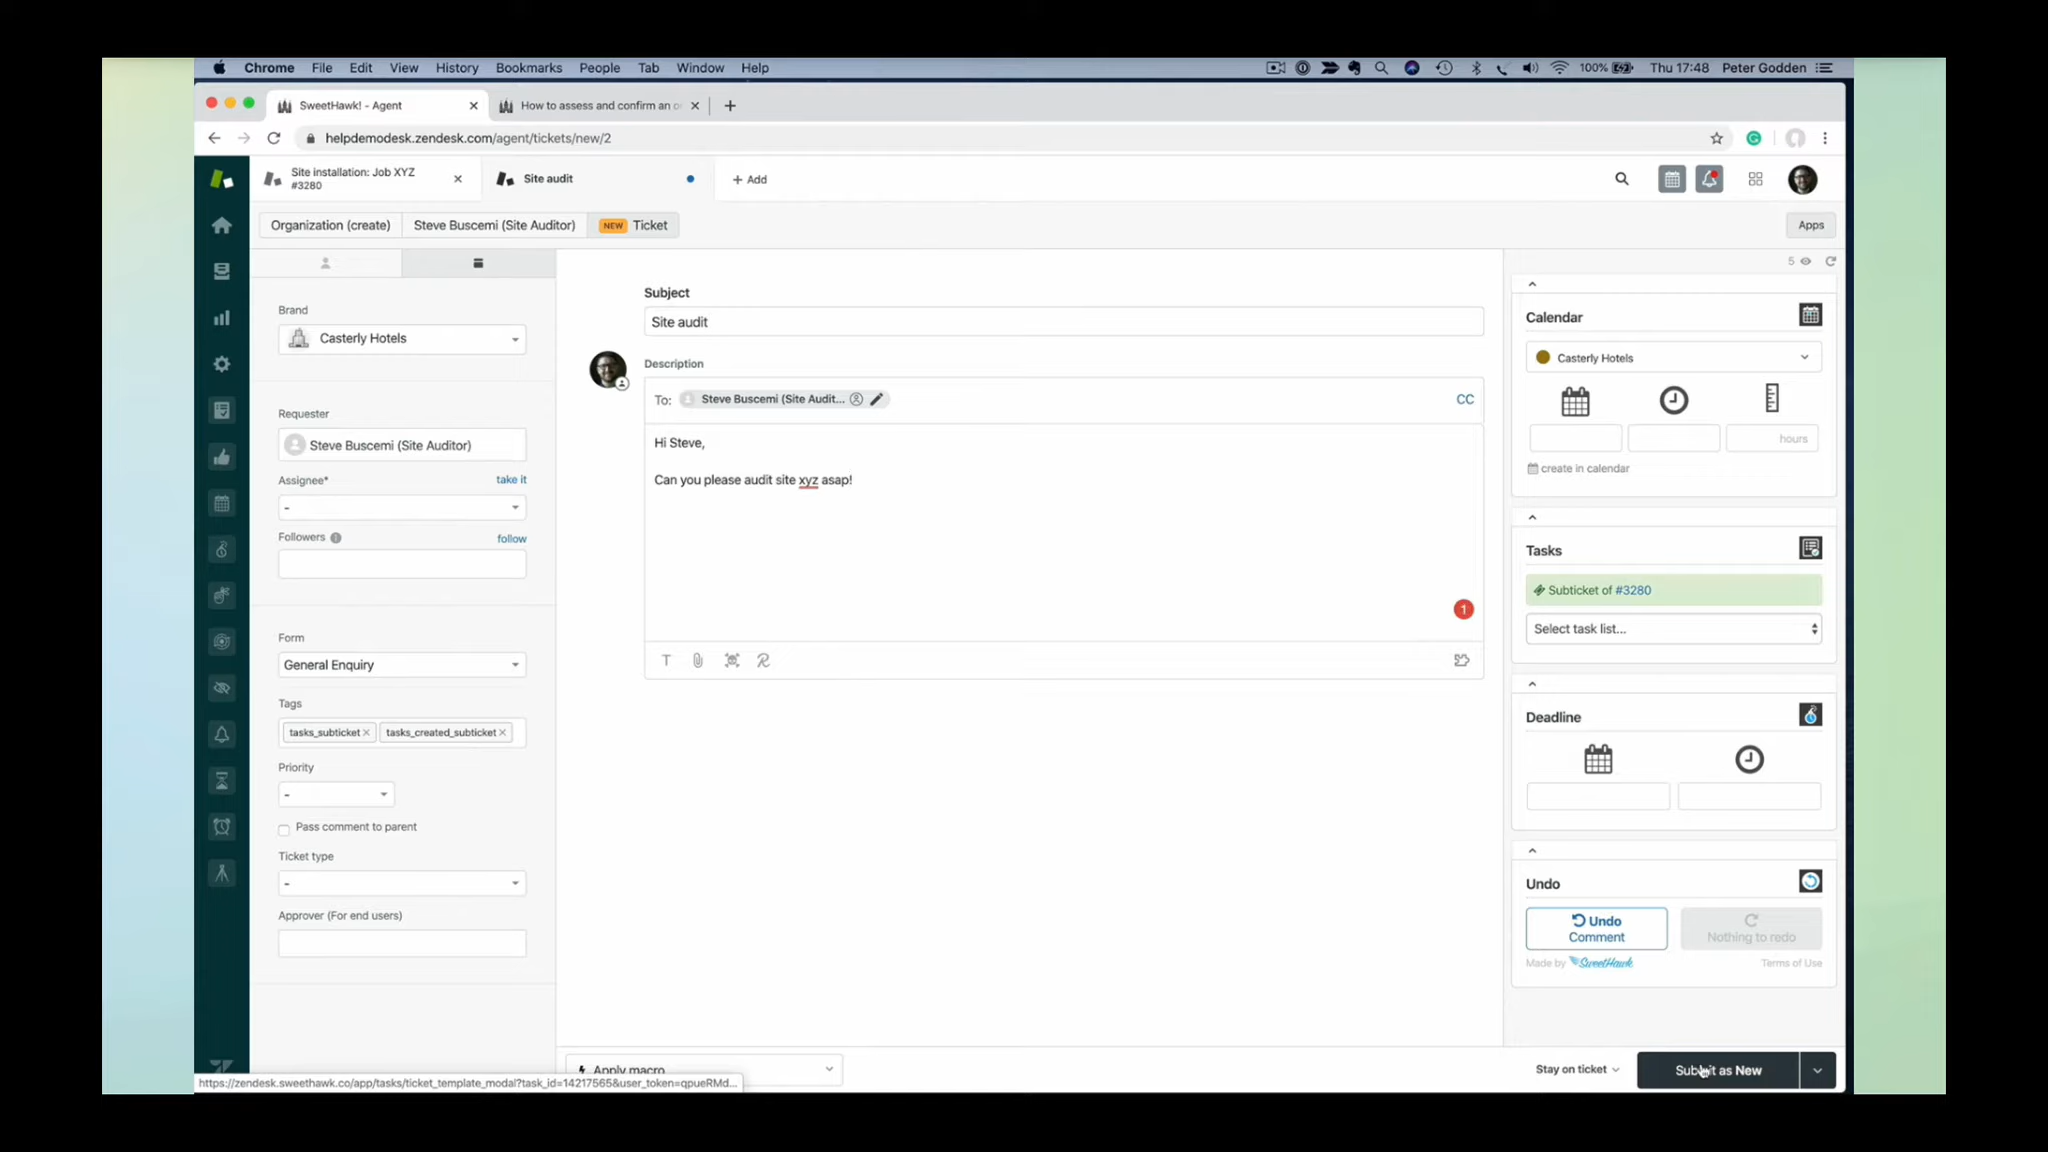 Chrome File Edit View History Bookmarks People Tab Window Help 100% Thu 17:48 Peter Godden
SweetHawk! - Agent How to assess and confirm an o
helpdemodesk.zendesk.com/agent/tickets/new/2
Site installation: Job XYZ
#3280
Site audit
+ Add
Organization (create) Steve Buscemi (Site Auditor) NEW Ticket Apps
5
Brand
Casterly Hotels
Requester
Steve Buscemi (Site Auditor)
Assignee* take it
-
Followers follow
Form
General Enquiry
Tags
tasks_subticket tasks_created_subticket
Priority
-
Pass comment to parent
Ticket type
-
Approver (For end users)
Subject
Site audit
Description
To: Steve Buscemi (Site Audit... CC
Hi Steve,
Can you please audit site xyz asap!
1
Calendar
Casterly Hotels
hours
create in calendar
Tasks
Subticket of #3280
Select task list...
Deadline
Undo
Undo
Comment
Nothing to redo
Made by SweetHawk Terms of Use
Apply macro
Stay on ticket
Submit as New
https://zendesk.sweethawk.co/app/tasks/ticket_template_modal?task_id=14217565&user_token=qpueRMd...